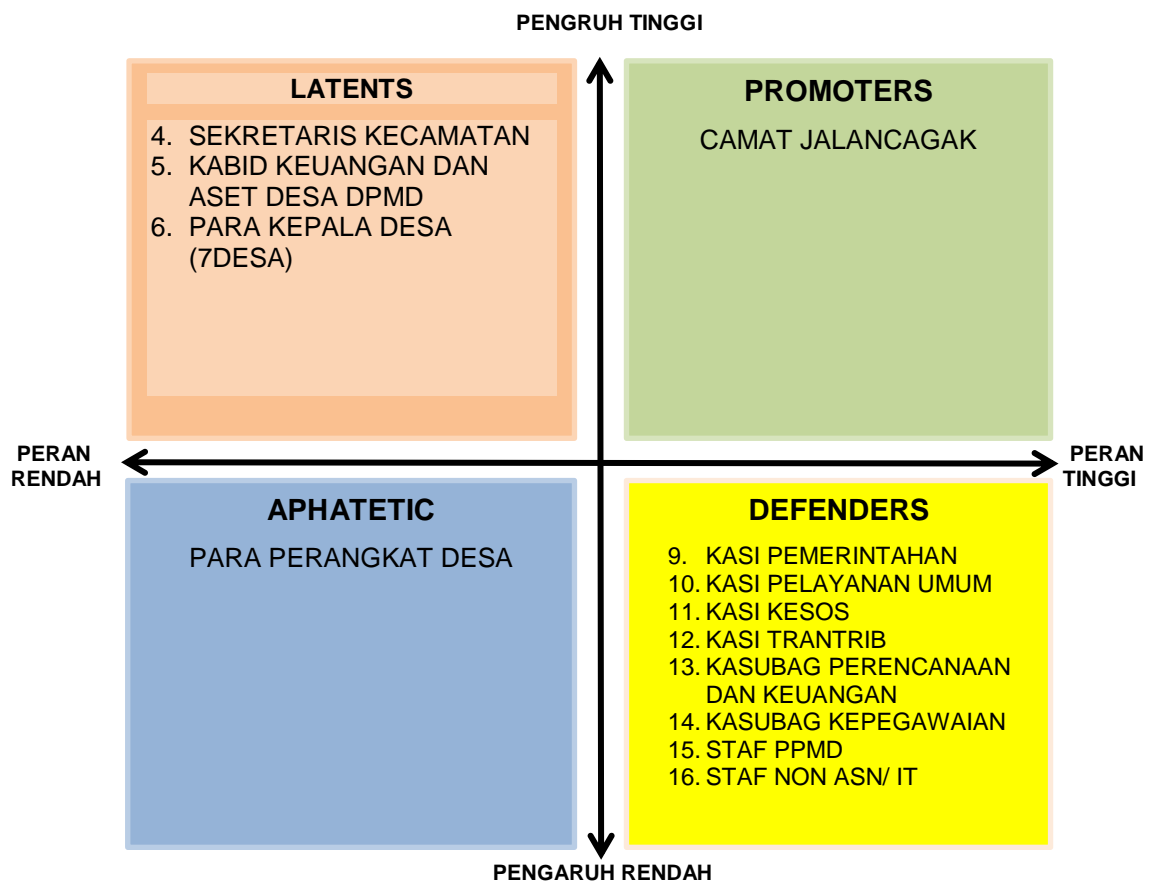 PENGRUH TINGGI
LATENTS
4. SEKRETARIS KECAMATAN
5. KABID KEUANGAN DAN
ASET DESA DPMD
6. PARA KEPALA DESA
(7DESA)
PROMOTERS
CAMAT JALANCAGAK
PERAN
RENDAH
PERAN
TINGGI
APHATETIC
PARA PERANGKAT DESA
DEFENDERS
9. KASI PEMERINTAHAN
10. KASI PELAYANAN UMUM
11. KASI KESOS
12. KASI TRANTRIB
13. KASUBAG PERENCANAAN
DAN KEUANGAN
14. KASUBAG KEPEGAWAIAN
15. STAF PPMD
16. STAF NON ASN/ IT
PENGARUH RENDAH